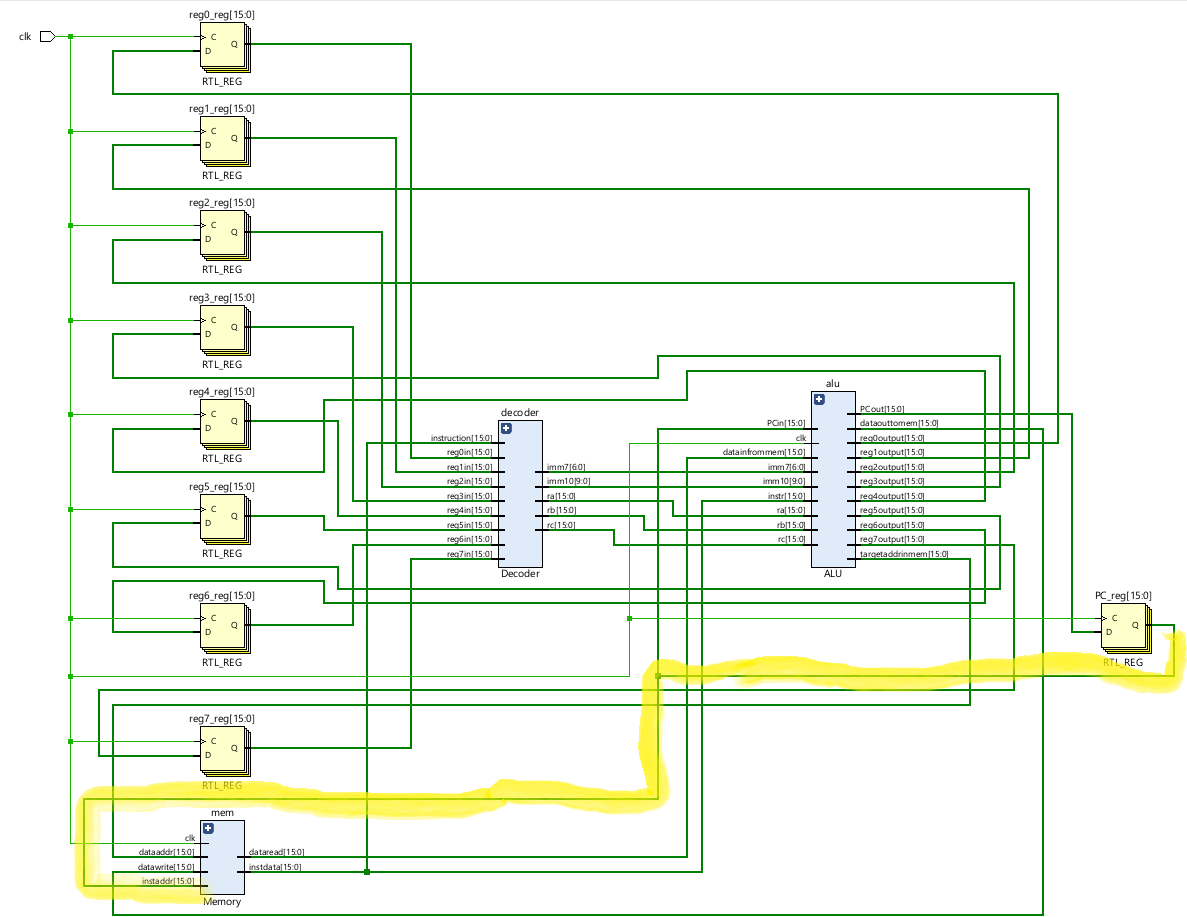 reg0_reg[15:0]
clk
C
D
Q
RTL_REG
reg1_reg[15:0]
C
D
Q
RTL_REG
reg2_reg[15:0]
C
D
Q
RTL_REG
reg3_reg[15:0]
C
D
Q
RTL_REG
reg4_reg[15:0]
C
D
Q
RTL_REG
reg5_reg[15:0]
C
D
Q
RTL_REG
reg6_reg[15:0]
C
D
Q
RTL_REG
reg7_reg[15:0]
C
D
Q
RTL_REG
mem
clk
dataaddr[15:0]
datawrite[15:0]
instaddr[15:0]
dataread[15:0]
instdata[15:0]
Memory
decoder
instruction[15:0]
reg0in[15:0]
reg1in[15:0]
reg2in[15:0]
reg3in[15:0]
reg4in[15:0]
reg5in[15:0]
reg6in[15:0]
reg7in[15:0]
imm7[6:0]
imm10[9:0]
ra[15:0]
rb[15:0]
rc[15:0]
Decoder
alu
PCin[15:0]
clk
datainfrommem[15:0]
imm7[6:0]
imm10[9:0]
instr[15:0]
ra[15:0]
rb[15:0]
rc[15:0]
PCout[15:0]
dataouttomem[15:0]
reg0output[15:0]
reg1output[15:0]
reg2output[15:0]
reg3output[15:0]
reg4output[15:0]
reg5output[15:0]
reg6output[15:0]
reg7output[15:0]
targetaddrinmem[15:0]
ALU
PC_reg[15:0]
C
D
Q
RTL_REG